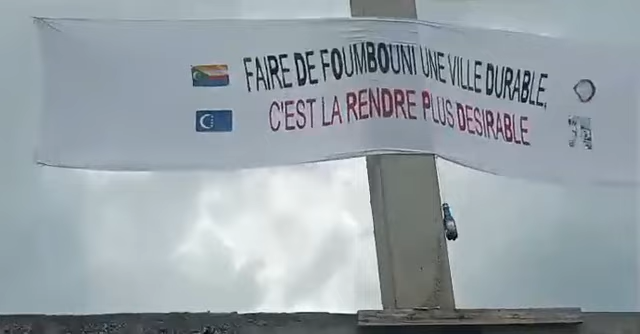 FAIRE DE FOUMBOUNI UNE VILLE DURABLE,
C'EST LA RENDRE PLUS DESIRABLE